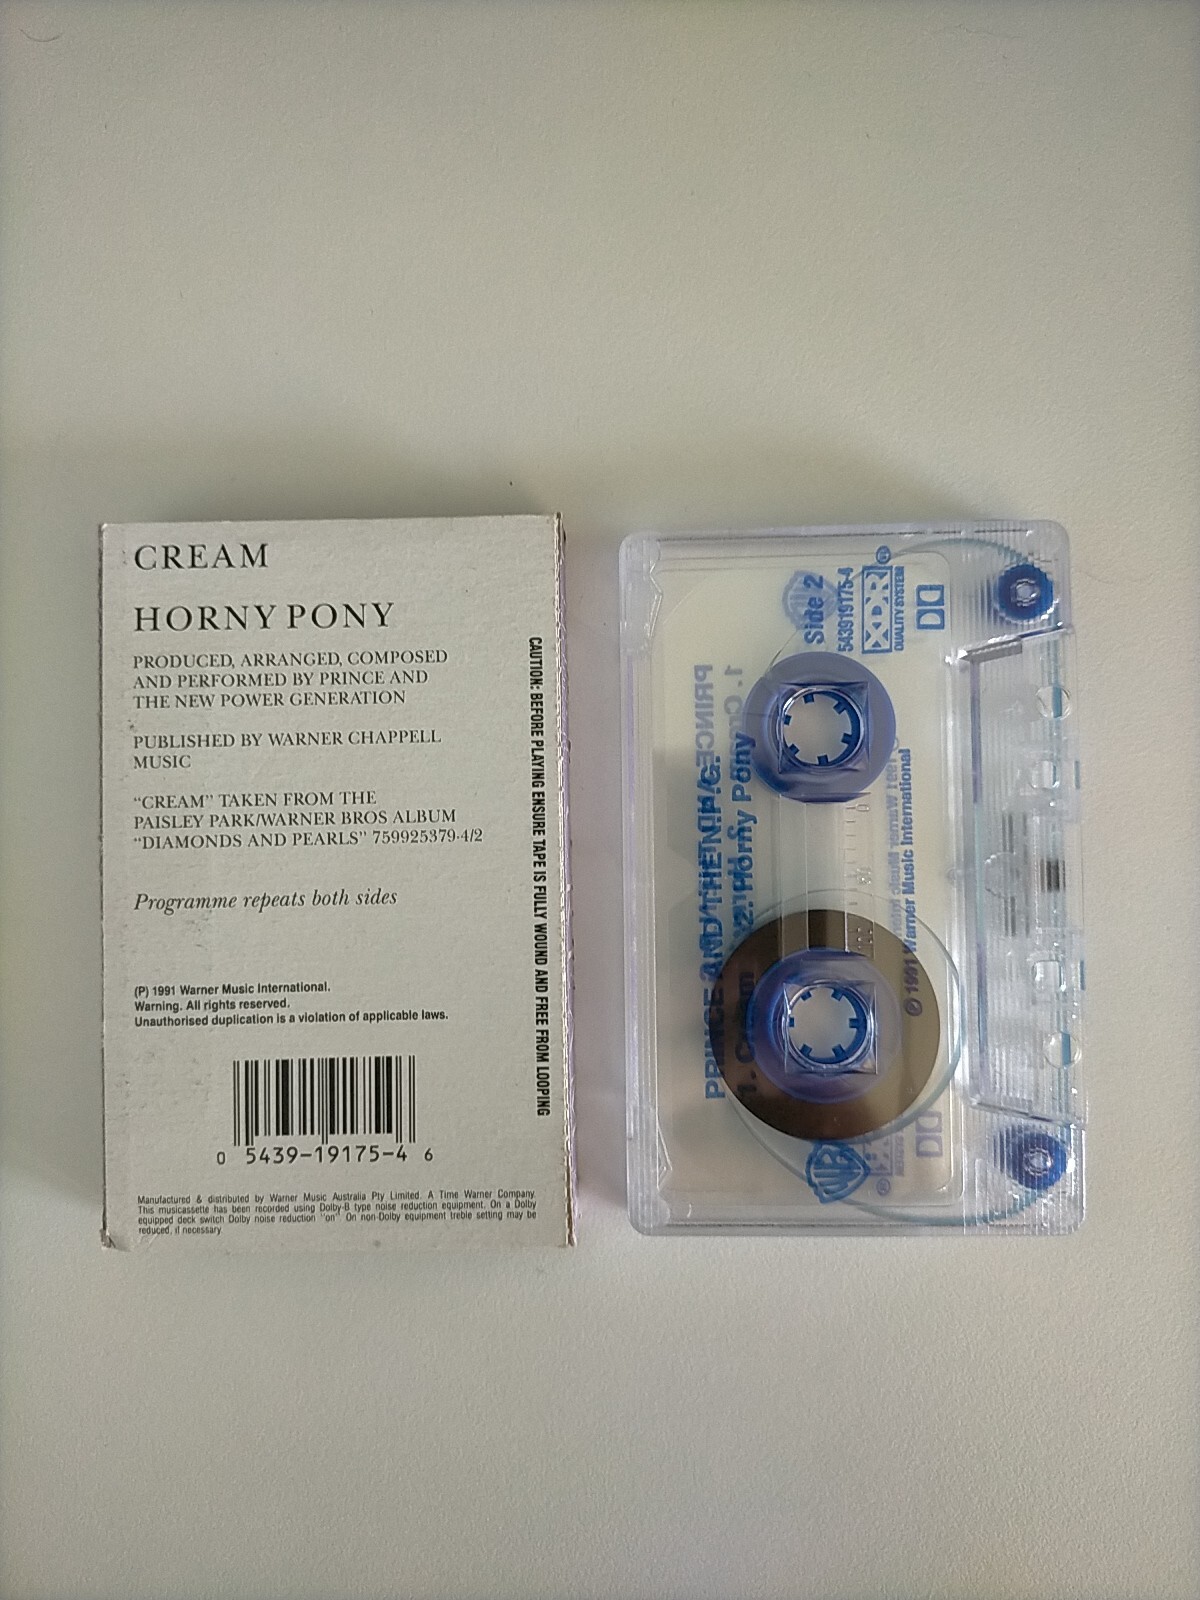 CREAM
HORNY PONY
PRODUCED, ARRANGED, COMPOSED
AND PERFORMED BY PRINCE AND
THE NEW POWER GENERATION
PUBLISHED BY WARNER CHAPPELL
MUSIC
“CREAM” TAKEN FROM THE
PAISLEY PARK/WARNER BROS ALBUM
“DIAMONDS AND PEARLS” 759925379-4/2
Programme repeats both sides
(P) 1991 Warner Music International.
Warning. All rights reserved.
Unauthorised duplication is a violation of applicable laws.
0 5439-19175-4 6
Manufactured & distributed by Warner Music Australia Pty Limited. A Time Warner Company.
This musicassette has been recorded using Dolby-B type noise reduction equipment. On a Dolby
equipped deck switch Dolby noise reduction "on" On non-Dolby equipment treble setting may be
reduced, if necessary.
CAUTION: BEFORE PLAYING ENSURE TAPE IS FULLY WOUND AND FREE FROM LOOPING
PRINCE AND THE N.P.G.
1. Cream
2. Horny Pony
Side 2
543919175-4
XDR®
QUALITY SYSTEM
℗ 1991 Warner Music International
WB